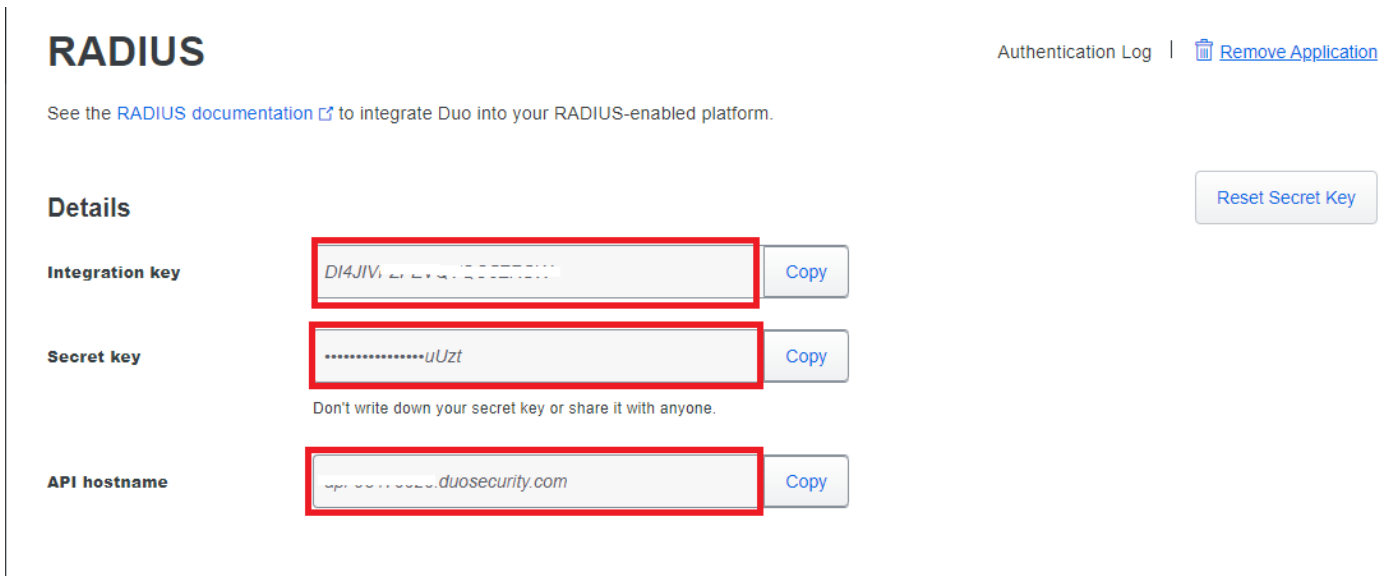 RADIUS
Authentication Log | Remove Application
See the RADIUS documentation to integrate Duo into your RADIUS-enabled platform.
Reset Secret Key
Details
Integration key
Copy
Secret key ••••••••••••••••uUzt Copy
Don't write down your secret key or share it with anyone.
API hostname .duosecurity.com Copy